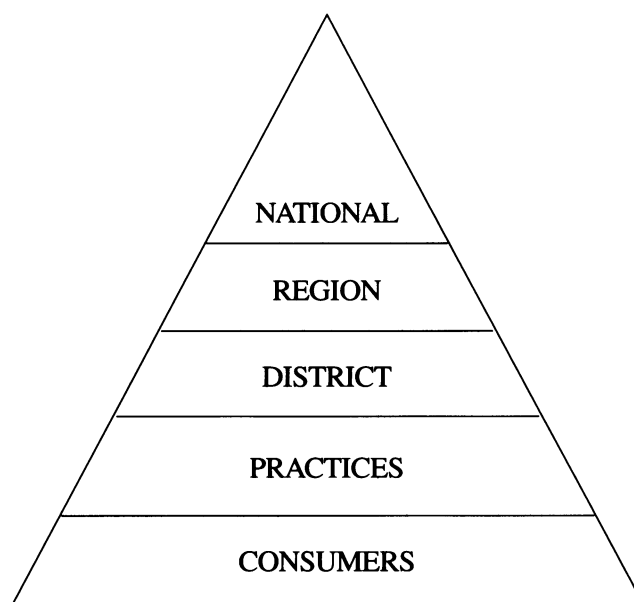 NATIONAL
REGION
DISTRICT
PRACTICES
CONSUMERS